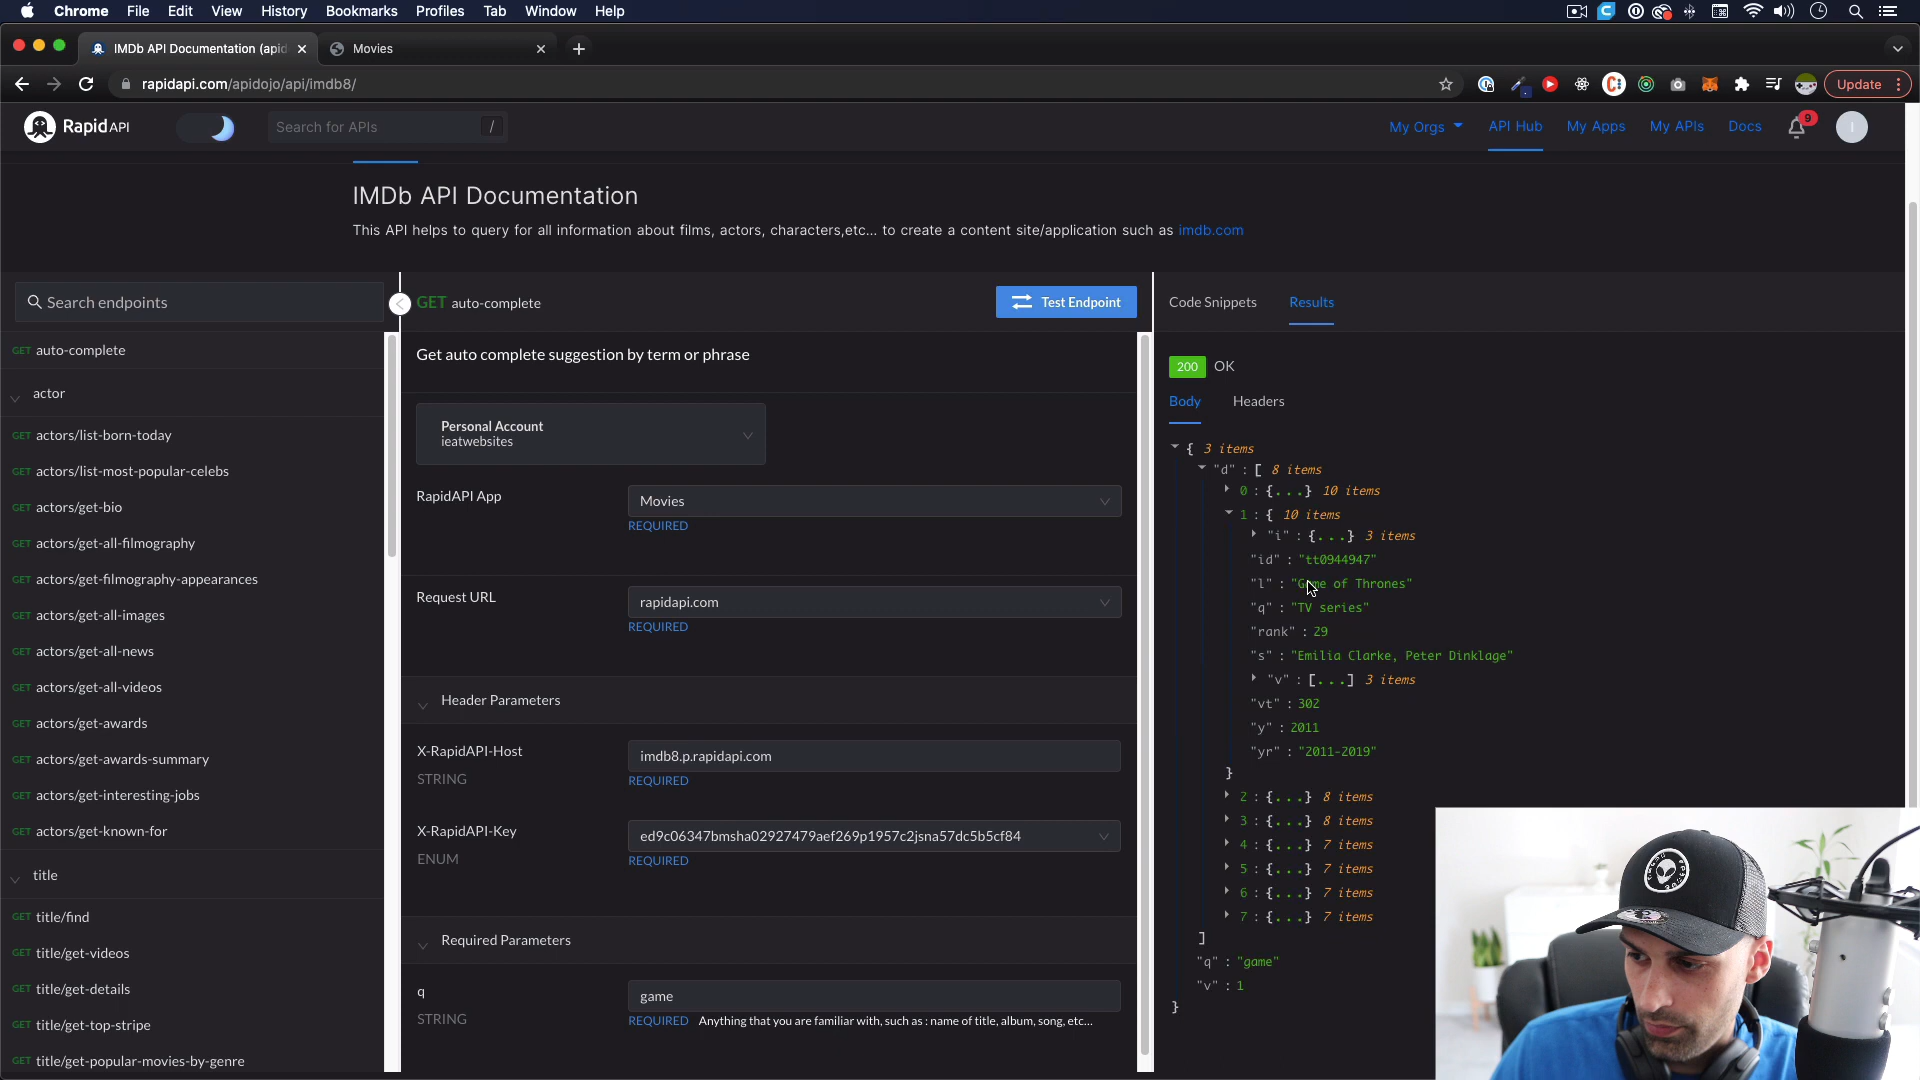 Chrome File Edit View History Bookmarks Profiles Tab Window Help
IMDb API Documentation (apid
Movies
rapidapi.com/apidojo/api/imdb8/
Update
Rapid API
Search for APIs /
My Orgs API Hub My Apps My APIs Docs 9 I
IMDb API Documentation
This API helps to query for all information about films, actors, characters,etc... to create a content site/application such as imdb.com
Search endpoints
GET auto-complete
GET actors/list-born-today
actor
GET actors/list-most-popular-celebs
GET actors/get-bio
GET actors/get-all-filmography
GET actors/get-filmography-appearances
GET actors/get-all-images
GET actors/get-all-news
GET actors/get-all-videos
GET actors/get-awards
GET actors/get-awards-summary
GET actors/get-interesting-jobs
GET actors/get-known-for
title
GET title/find
GET title/get-videos
GET title/get-details
GET title/get-top-stripe
GET title/get-popular-movies-by-genre
GET auto-complete
Test Endpoint
Get auto complete suggestion by term or phrase
Personal Account
ieatwebsites
RapidAPI App
Movies
REQUIRED
Request URL
rapidapi.com
REQUIRED
Header Parameters
X-RapidAPI-Host
STRING
imdb8.p.rapidapi.com
REQUIRED
X-RapidAPI-Key
ENUM
ed9c06347bmsha02927479aef269p1957c2jsna57dc5b5cf84
REQUIRED
Required Parameters
q
STRING
game
REQUIRED Anything that you are familiar with, such as : name of title, album, song, etc...
Code Snippets Results
200 OK
Body Headers
{ 3 items
"d" : [ 8 items
0 : {...} 10 items
1 : { 10 items
"i" : {...} 3 items
"id" : "tt0944947"
"l" : "Game of Thrones"
"q" : "TV series"
"rank" : 29
"s" : "Emilia Clarke, Peter Dinklage"
"v" : [...] 3 items
"vt" : 302
"y" : 2011
"yr" : "2011-2019"
}
2 : {...} 8 items
3 : {...} 8 items
4 : {...} 7 items
5 : {...} 7 items
6 : {...} 7 items
7 : {...} 7 items
]
"q" : "game"
"v" : 1
}